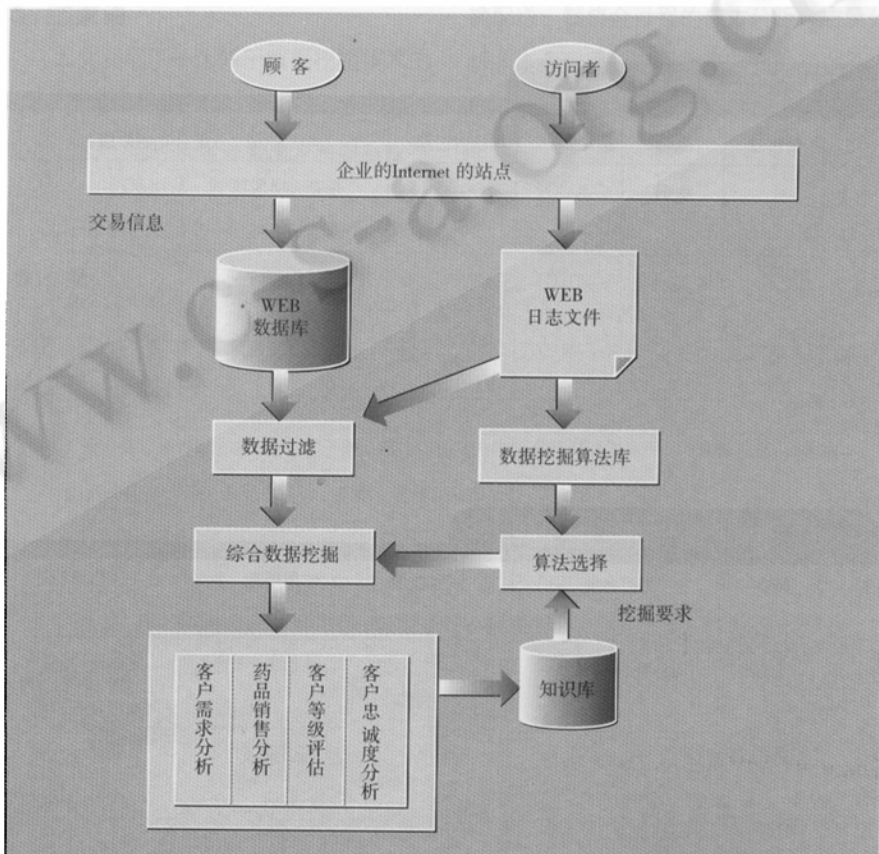 顾 客
访问者
企业的Internet 的站点
交易信息
WEB
数据库
WEB
日志文件
数据过滤
数据挖掘算法库
综合数据挖掘
算法选择
挖掘要求
客户需求分析
药品销售分析
客户等级评估
客户忠诚度分析
知识库
www.c-s-a.org.cn